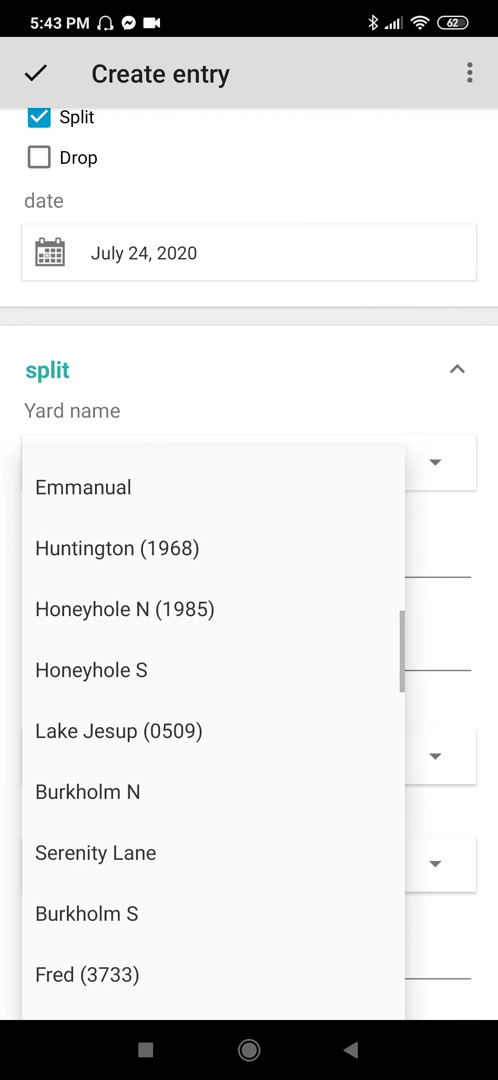 5:43 PM
62
Create entry
Split
Drop
date
July 24, 2020
split
Yard name
Emmanual
Huntington (1968)
Honeyhole N (1985)
Honeyhole S
Lake Jesup (0509)
Burkholm N
Serenity Lane
Burkholm S
Fred (3733)